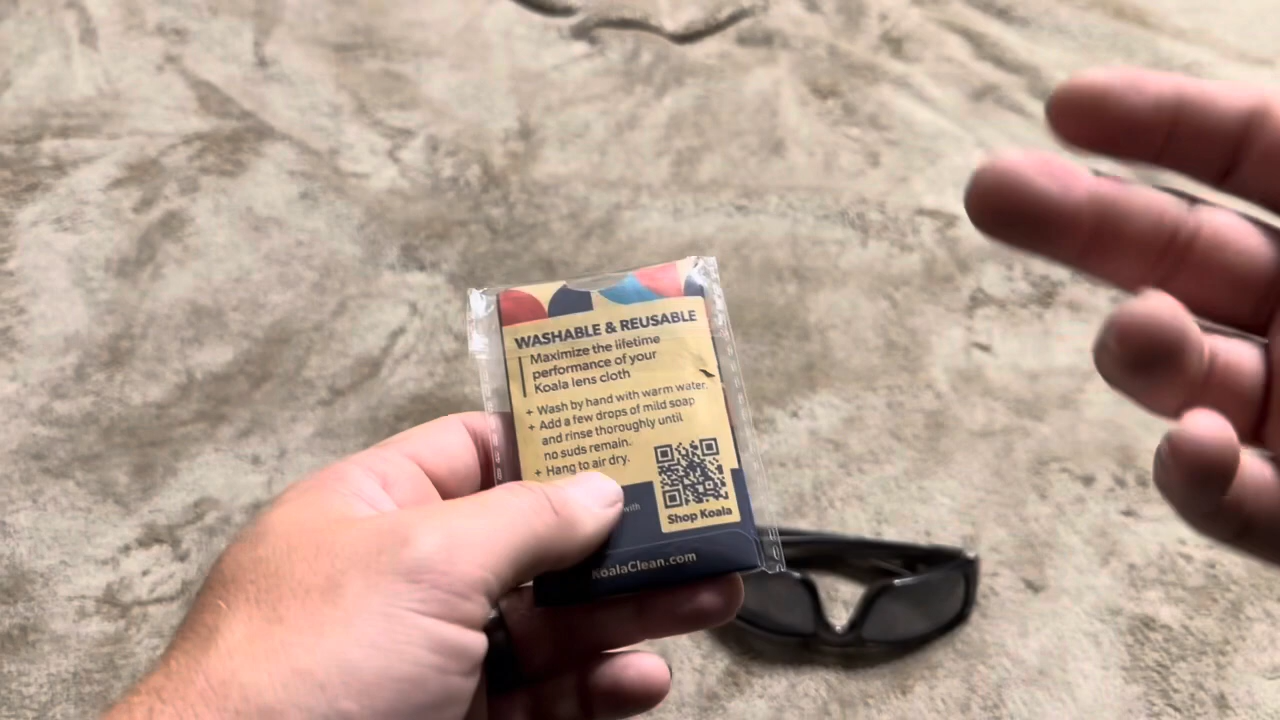 WASHABLE & REUSABLE
Maximize the lifetime
performance of your
Koala lens cloth
+ Wash by hand with warm water.
+ Add a few drops of mild soap
and rinse thoroughly until
no suds remain.
+ Hang to air dry.
with
Shop Koala
KoalaClean.com